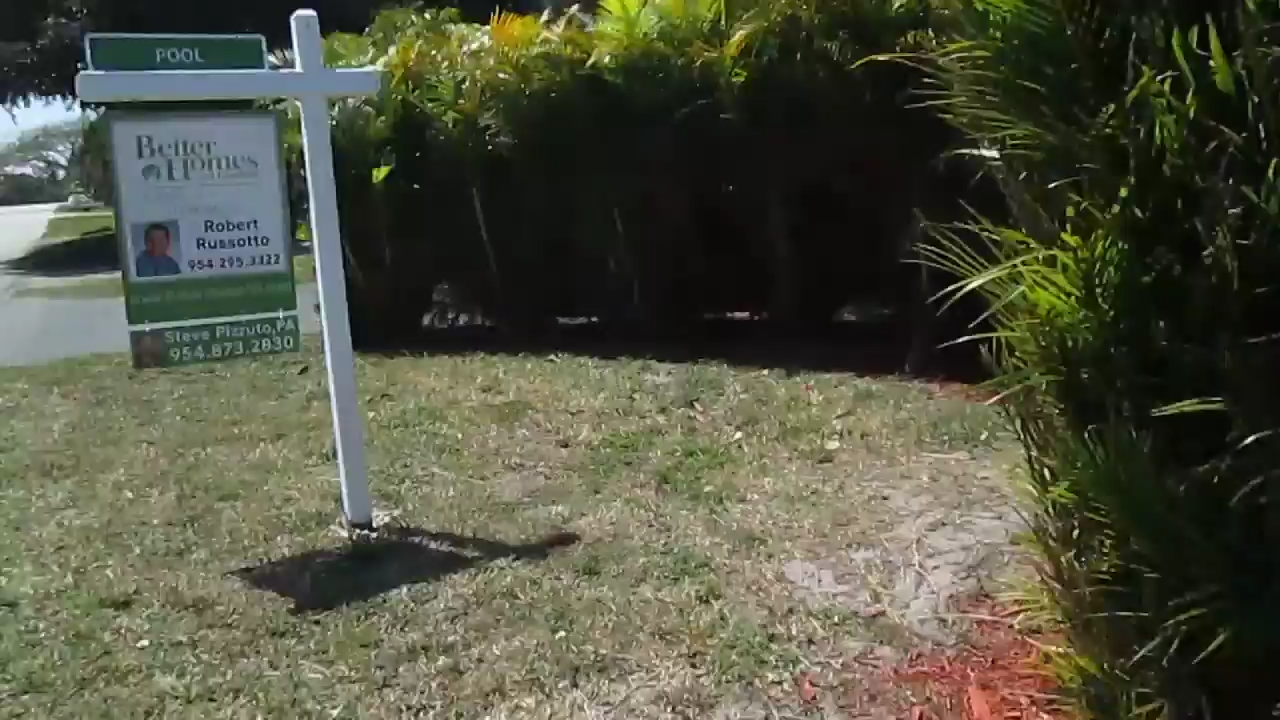 POOL
Better
Homes
Robert
Russotto
954.295.3322
Steve Pizzuto,PA
954.873.2830